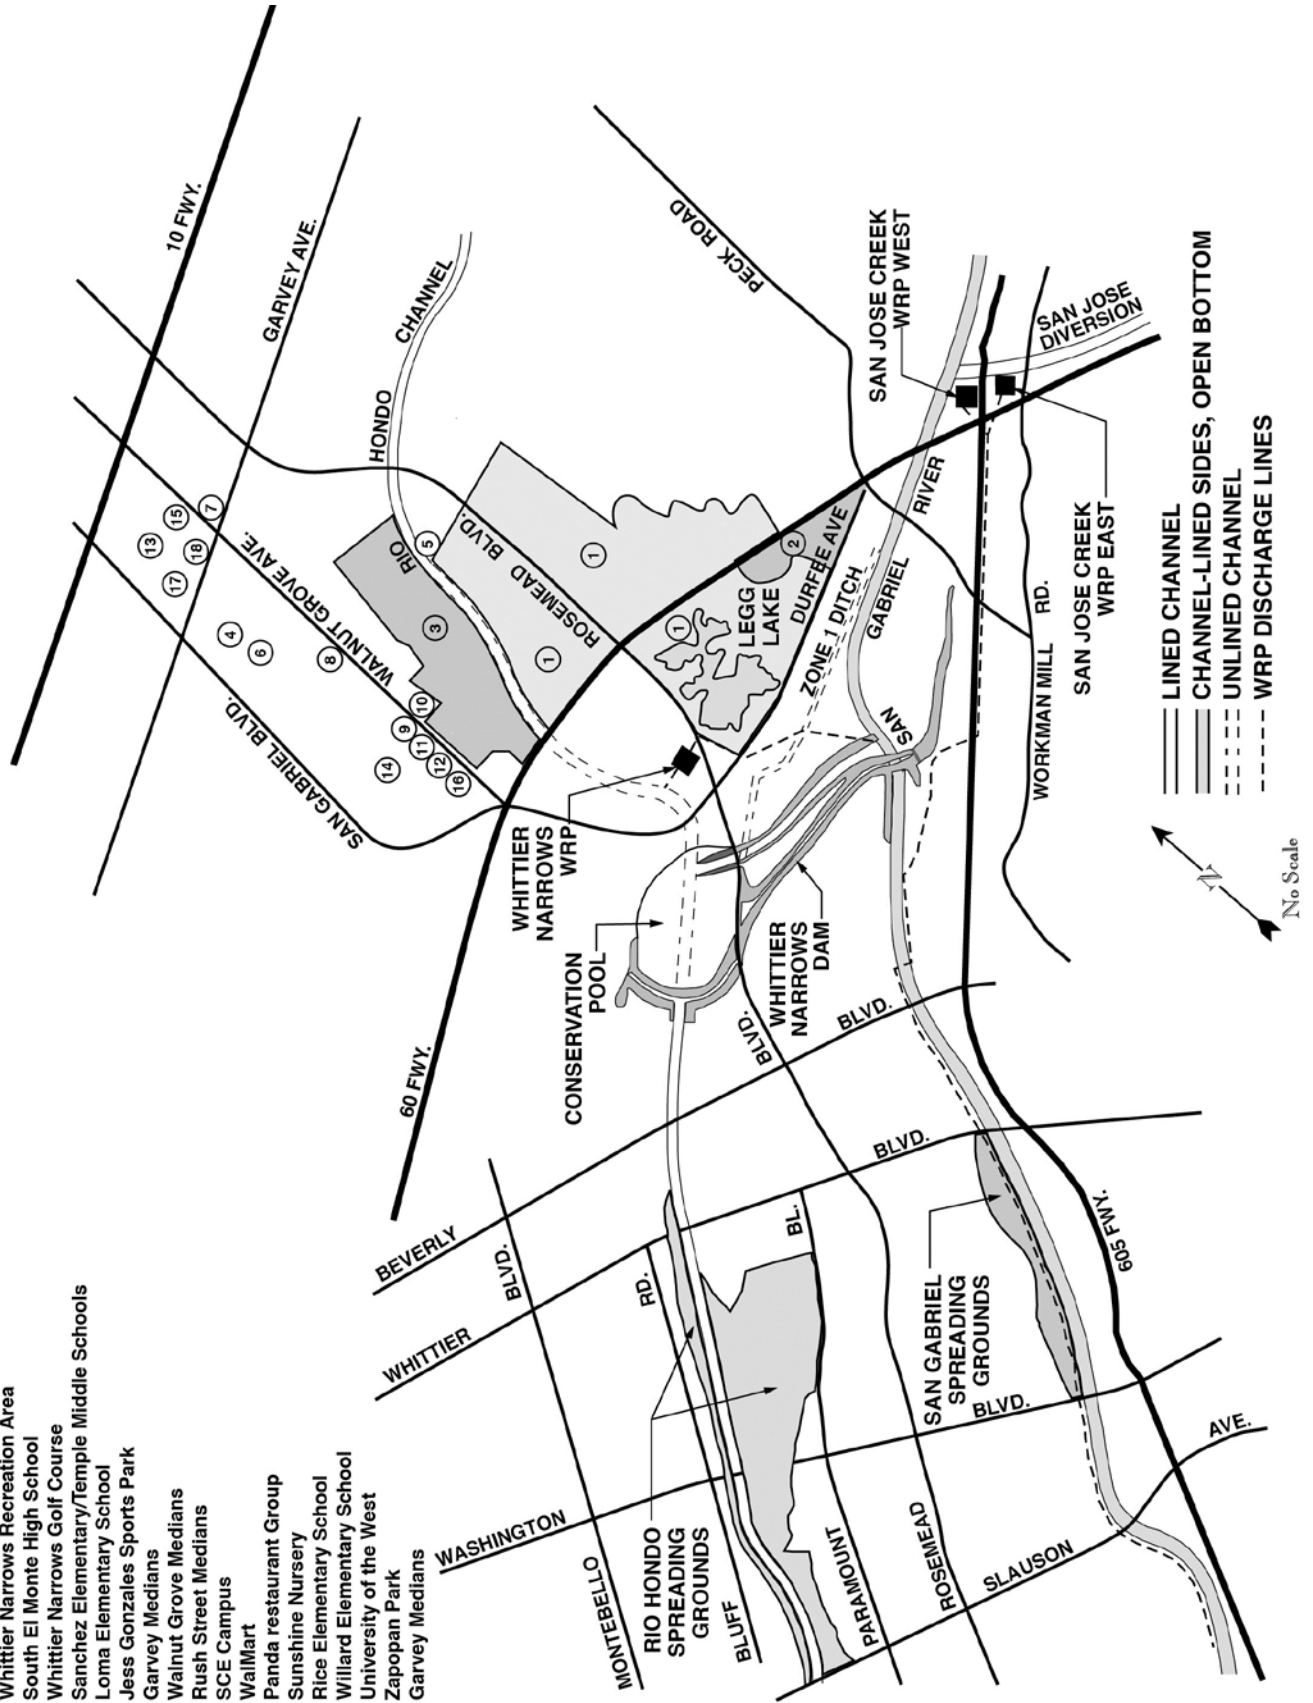 Whittier Narrows Recreation Area
South El Monte High School
Whittier Narrows Golf Course
Sanchez Elementary/Temple Middle Schools
Loma Elementary School
Jess Gonzales Sports Park
Garvey Medians
Walnut Grove Medians
Rush Street Medians
SCE Campus
WalMart
Panda restaurant Group
Sunshine Nursery
Rice Elementary School
Willard Elementary School
University of the West
Zapopan Park
Garvey Medians
10 FWY.
GARVEY AVE.
HONDO
CHANNEL
RIO
PECK ROAD
SAN JOSE CREEK
WRP WEST
SAN JOSE
DIVERSION
15
7
13
18
17
4
6
8
WALNUT GROVE AVE.
SAN GABRIEL BLVD.
3
5
10
9
11
12
14
16
ROSEMEAD BLVD.
1
1
1
2
LEGG
LAKE
DURFEE AVE
ZONE 1 DITCH
RIVER
GABRIEL
SAN
SAN JOSE CREEK
WRP EAST
WORKMAN MILL RD.
WHITTIER
NARROWS
WRP
CONSERVATION
POOL
WHITTIER
NARROWS
DAM
60 FWY.
BLVD.
BLVD.
BLVD.
BEVERLY
WHITTIER
BLVD.
RD.
BL.
WASHINGTON
MONTEBELLO
RIO HONDO
SPREADING
GROUNDS
BLUFF
PARAMOUNT
ROSEMEAD
SLAUSON
AVE.
SAN GABRIEL
SPREADING
GROUNDS
BLVD.
605 FWY.
LINED CHANNEL
CHANNEL-LINED SIDES, OPEN BOTTOM
UNLINED CHANNEL
WRP DISCHARGE LINES
N
No Scale